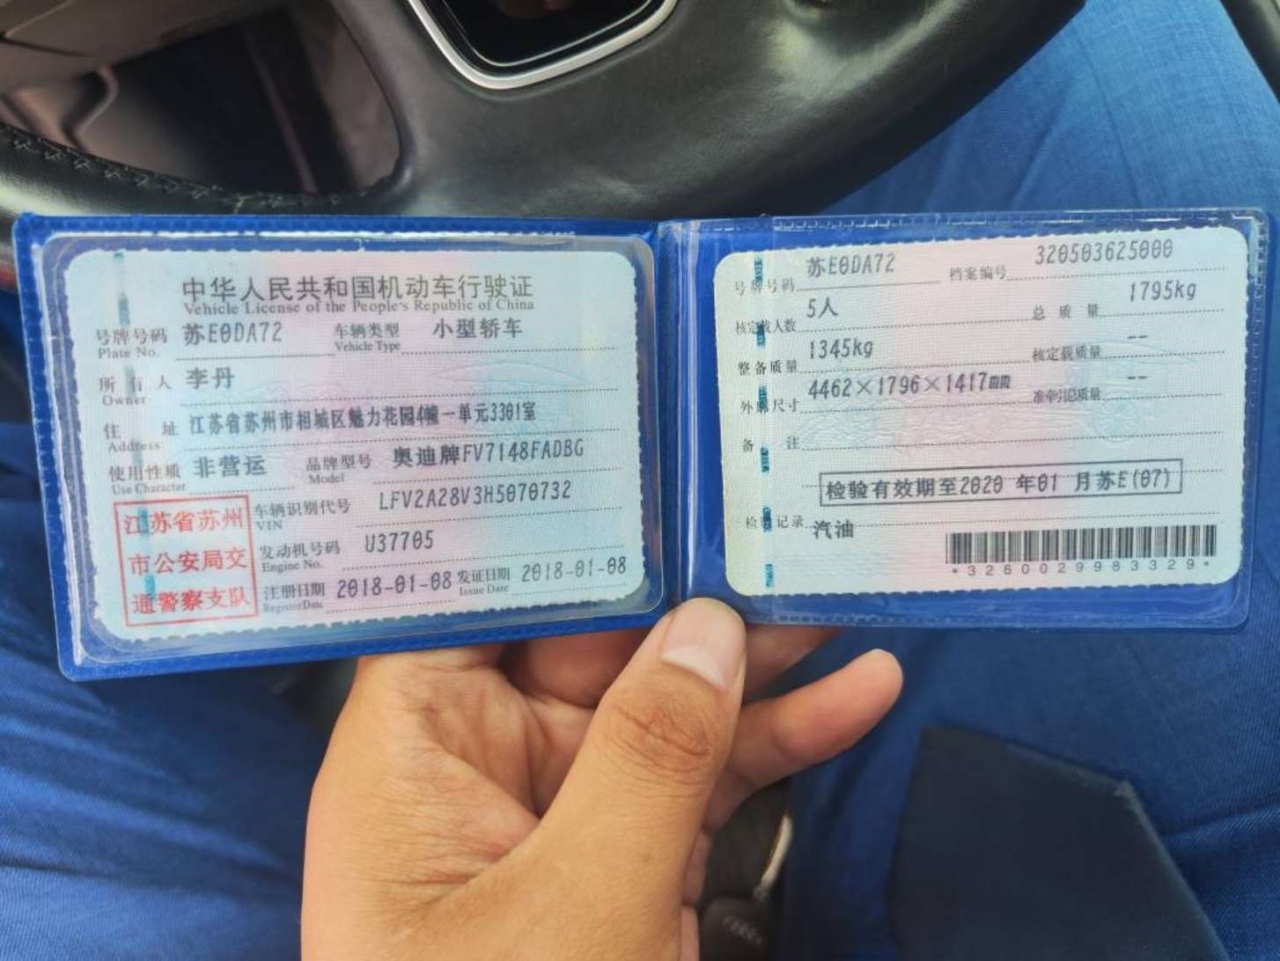 中华人民共和国机动车行驶证
Vehicle License of the People's Republic of China
号牌号码 苏E0DA72 车辆类型 小型轿车
Plate No. Vehicle Type
所有人 李丹
Owner
住址 江苏省苏州市相城区魅力花园4幢一单元3301室
Address
使用性质 非营运 品牌型号 奥迪牌FV7148FADBG
Use Character Model
江苏省苏州
市公安局交
通警察支队
车辆识别代号 LFV2A28V3H5070732
VIN
发动机号码 U37705
Engine No.
注册日期 2018-01-08 发证日期 2018-01-08
Register Date Issue Date
号牌号码 苏E0DA72 档案编号 320503625000
核定载人数 5人 总质量 1795kg
整备质量 1345kg 核定载质量 --
外廓尺寸 4462×1796×1417mm 准牵引总质量 --
备注
检验有效期至2020年01月苏E(07)
检验记录 汽油
*3260029983329*